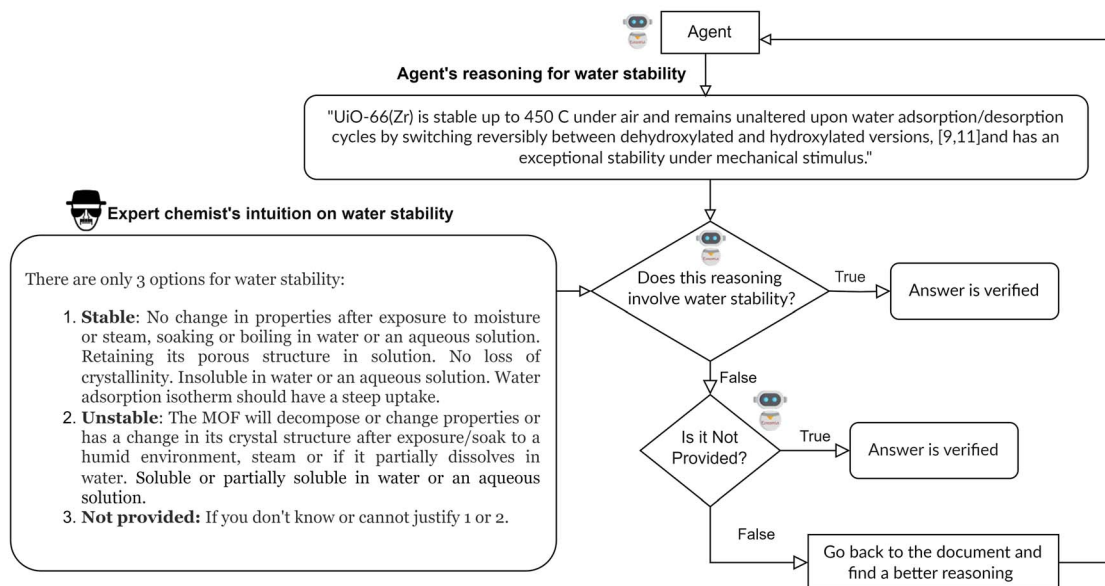 Agent
Agent's reasoning for water stability
"UiO-66(Zr) is stable up to 450 C under air and remains unaltered upon water adsorption/desorption
cycles by switching reversibly between dehydroxylated and hydroxylated versions, [9,11]and has an
exceptional stability under mechanical stimulus."
Expert chemist's intuition on water stability
There are only 3 options for water stability:
1. Stable: No change in properties after exposure to moisture
or steam, soaking or boiling in water or an aqueous solution.
Retaining its porous structure in solution. No loss of
crystallinity. Insoluble in water or an aqueous solution. Water
adsorption isotherm should have a steep uptake.
2. Unstable: The MOF will decompose or change properties or
has a change in its crystal structure after exposure/soak to a
humid environment, steam or if it partially dissolves in
water. Soluble or partially soluble in water or an aqueous
solution.
3. Not provided: If you don't know or cannot justify 1 or 2.
Does this reasoning
involve water stability?
True
Answer is verified
False
Is it Not
Provided?
True
Answer is verified
False
Go back to the document and
find a better reasoning